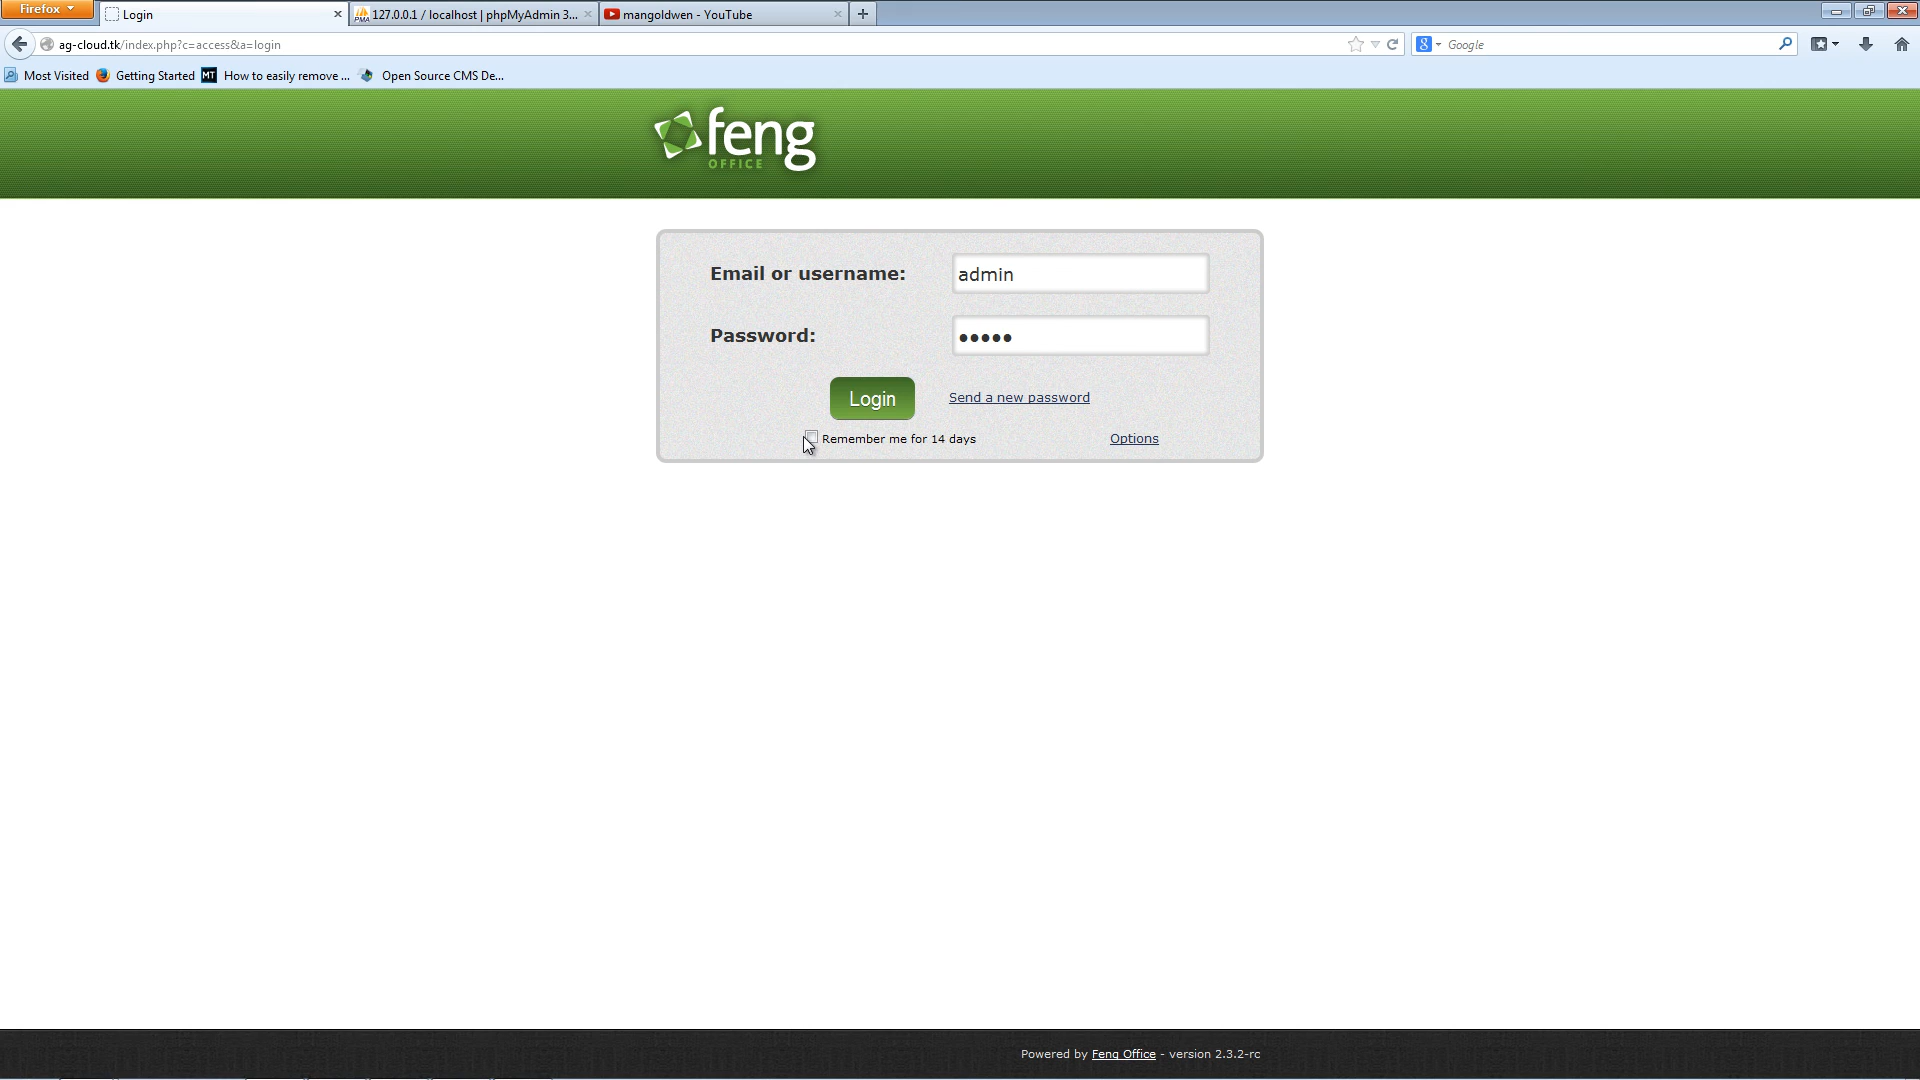 Firefox
Login
127.0.0.1 / localhost | phpMyAdmin 3...
mangoldwen - YouTube
ag-cloud.tk/index.php?c=access&a=login
Google
Most Visited
Getting Started
MT
How to easily remove ...
Open Source CMS De...
feng
OFFICE
Email or username:
admin
Password:
Login
Send a new password
Remember me for 14 days
Options
Powered by Feng Office - version 2.3.2-rc